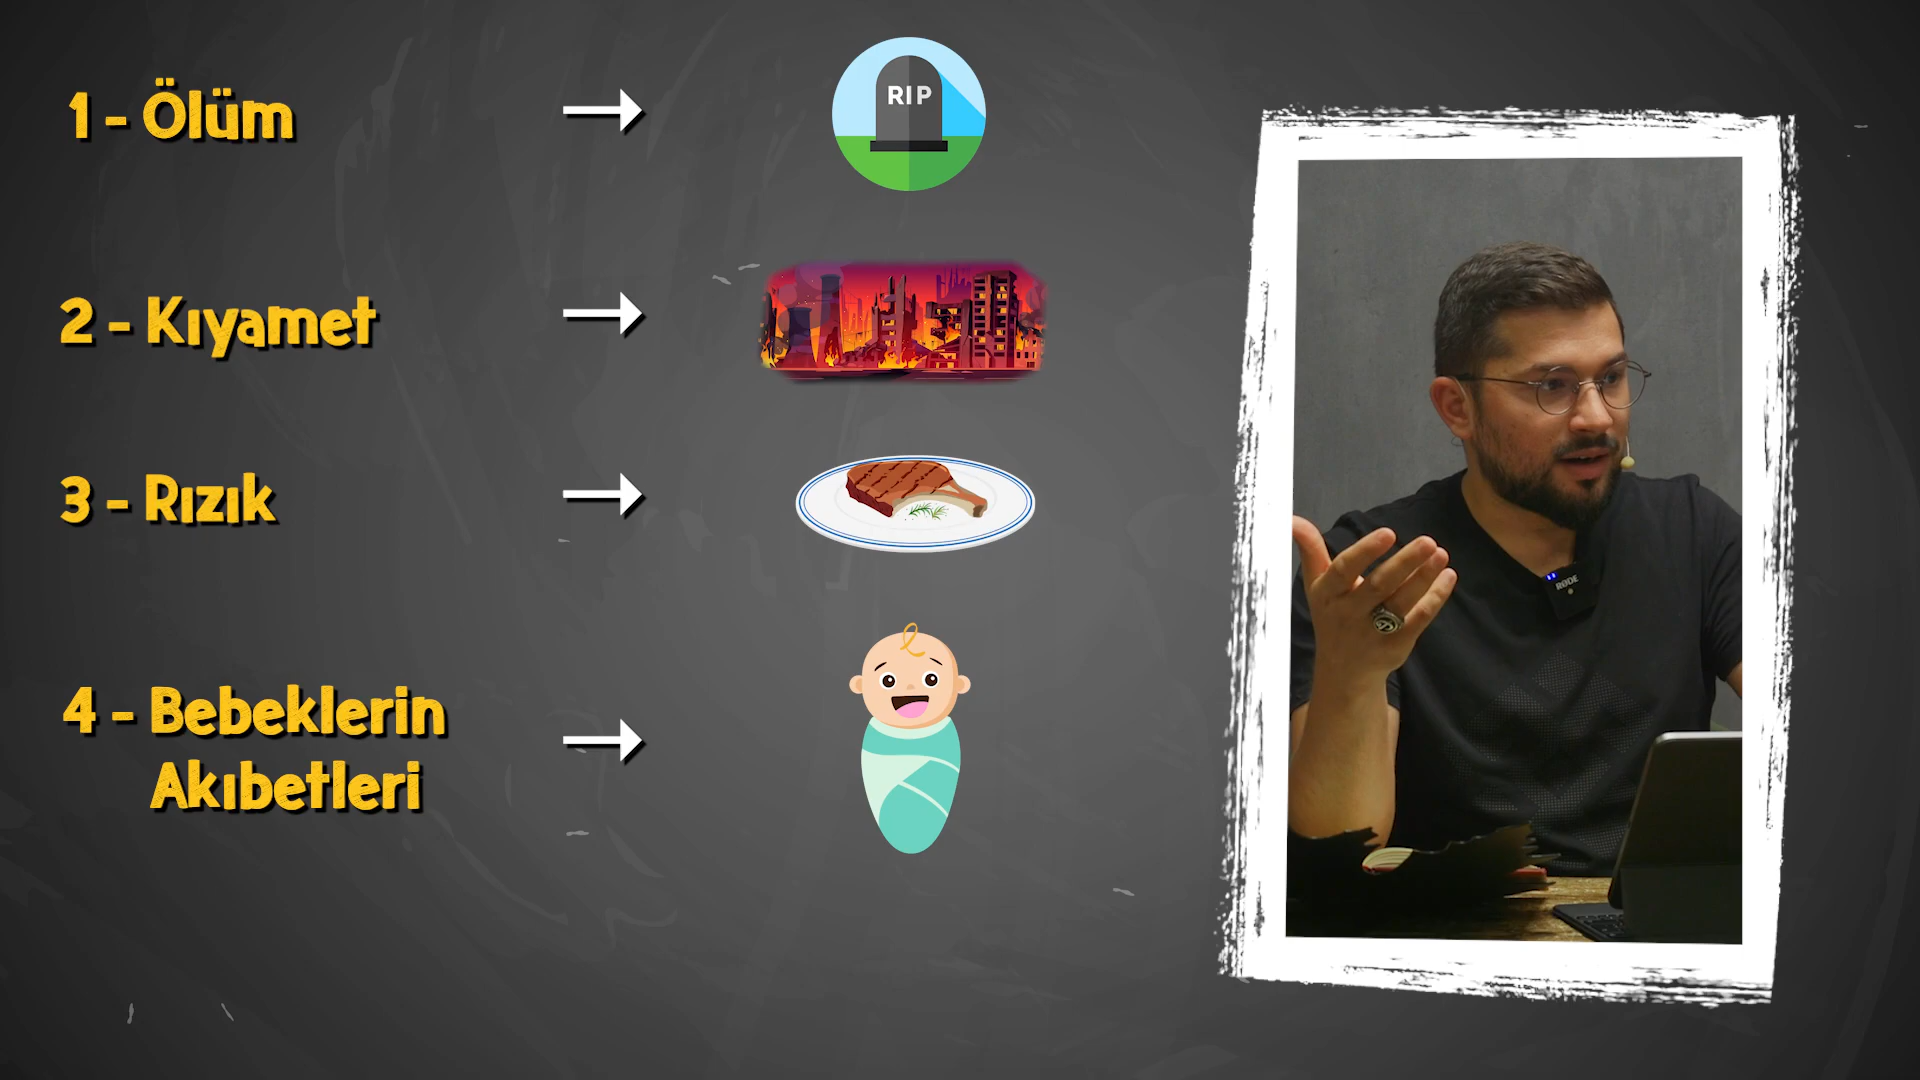 1 - Ölüm
RIP
2 - Kıyamet
3 - Rızık
4 - Bebeklerin
Akıbetleri
RØDE